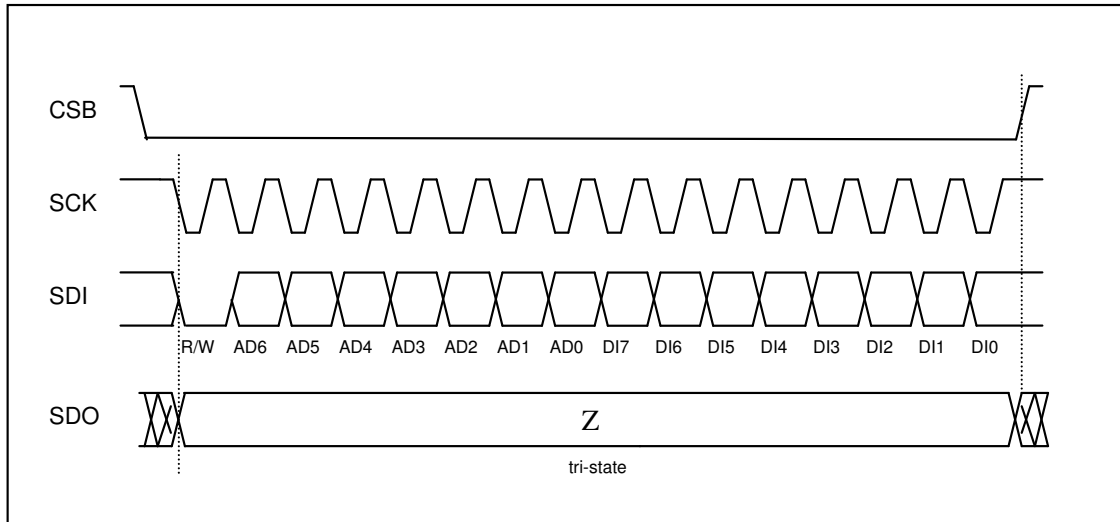 CSB
SCK
SDI
R/W AD6 AD5 AD4 AD3 AD2 AD1 AD0 DI7 DI6 DI5 DI4 DI3 DI2 DI1 DI0
SDO
Z
tri-state